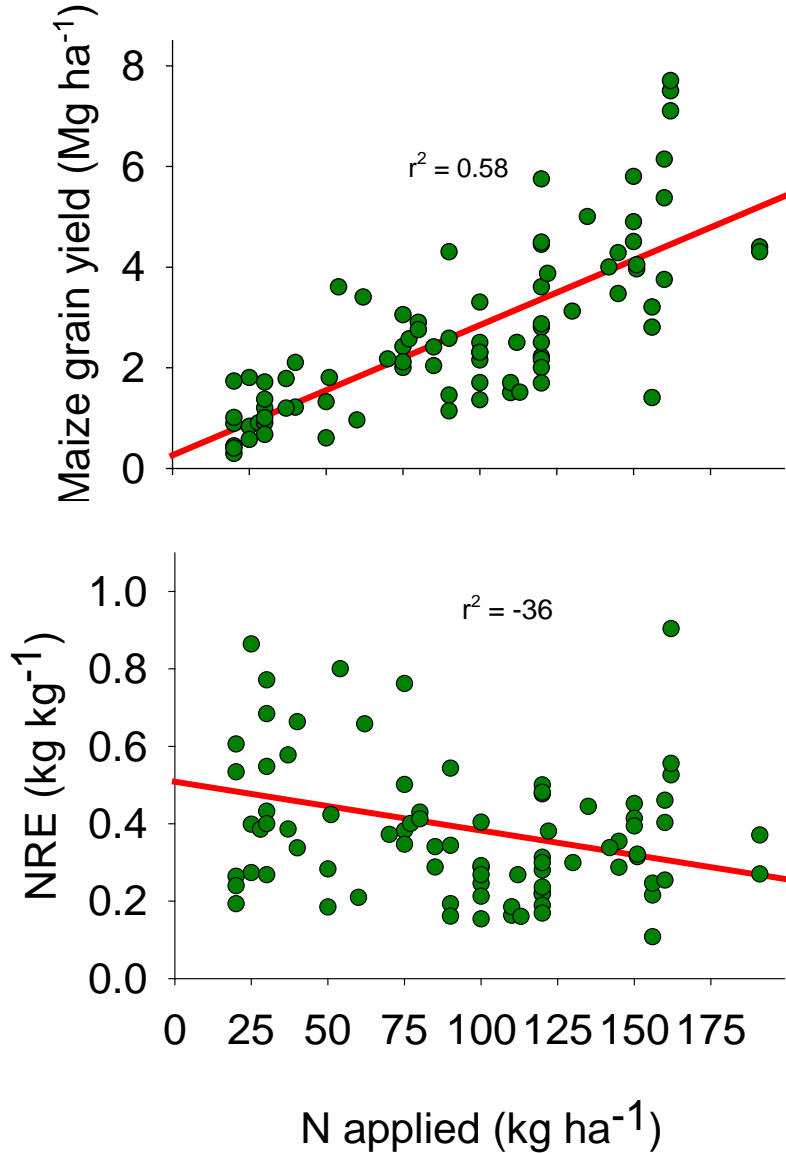 Maize grain yield (Mg ha⁻¹)
8
6
4
2
0
r² = 0.58
NRE (kg kg⁻¹)
1.0
0.8
0.6
0.4
0.2
0.0
r² = -36
0 25 50 75 100 125 150 175
N applied (kg ha⁻¹)